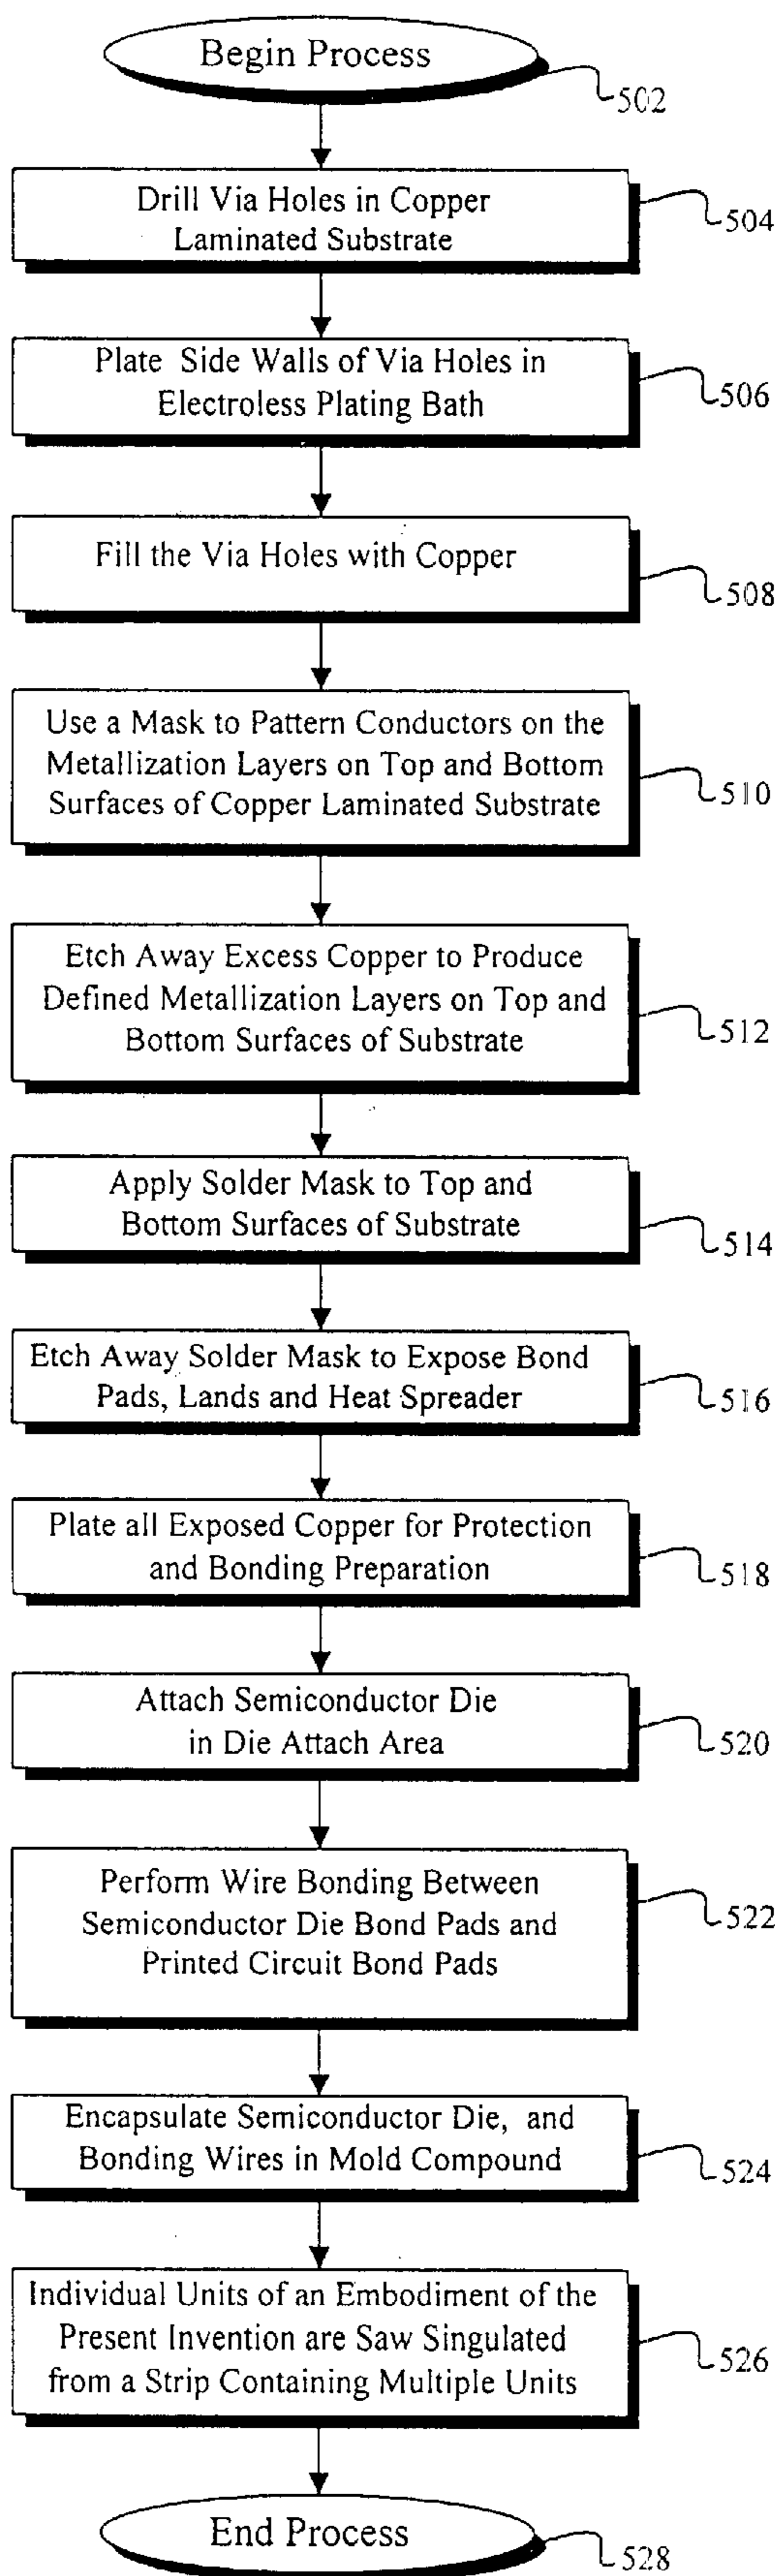 Begin Process
502
Drill Via Holes in Copper
Laminated Substrate
504
Plate Side Walls of Via Holes in
Electroless Plating Bath
506
Fill the Via Holes with Copper
508
Use a Mask to Pattern Conductors on the
Metallization Layers on Top and Bottom
Surfaces of Copper Laminated Substrate
510
Etch Away Excess Copper to Produce
Defined Metallization Layers on Top and
Bottom Surfaces of Substrate
512
Apply Solder Mask to Top and
Bottom Surfaces of Substrate
514
Etch Away Solder Mask to Expose Bond
Pads, Lands and Heat Spreader
516
Plate all Exposed Copper for Protection
and Bonding Preparation
518
Attach Semiconductor Die
in Die Attach Area
520
Perform Wire Bonding Between
Semiconductor Die Bond Pads and
Printed Circuit Bond Pads
522
Encapsulate Semiconductor Die, and
Bonding Wires in Mold Compound
524
Individual Units of an Embodiment of the
Present Invention are Saw Singulated
from a Strip Containing Multiple Units
526
End Process
528